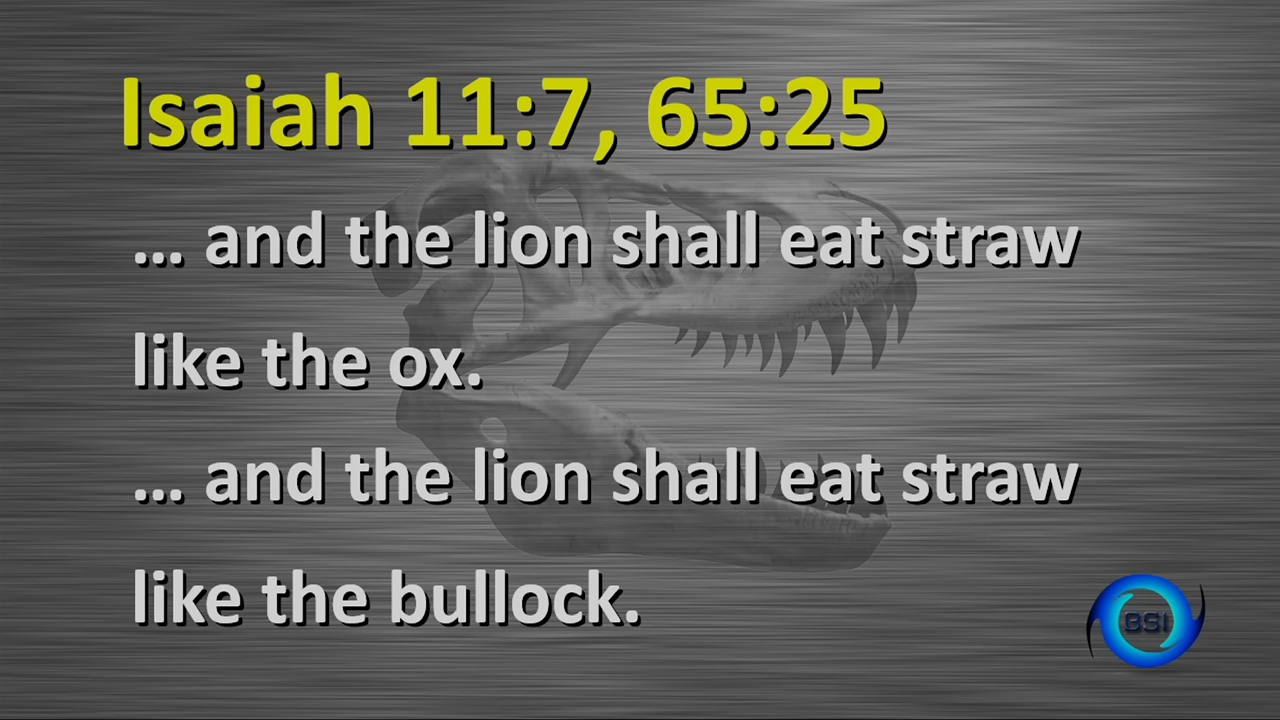 Isaiah 11:7, 65:25
... and the lion shall eat straw
like the ox.
... and the lion shall eat straw
like the bullock.
BSI